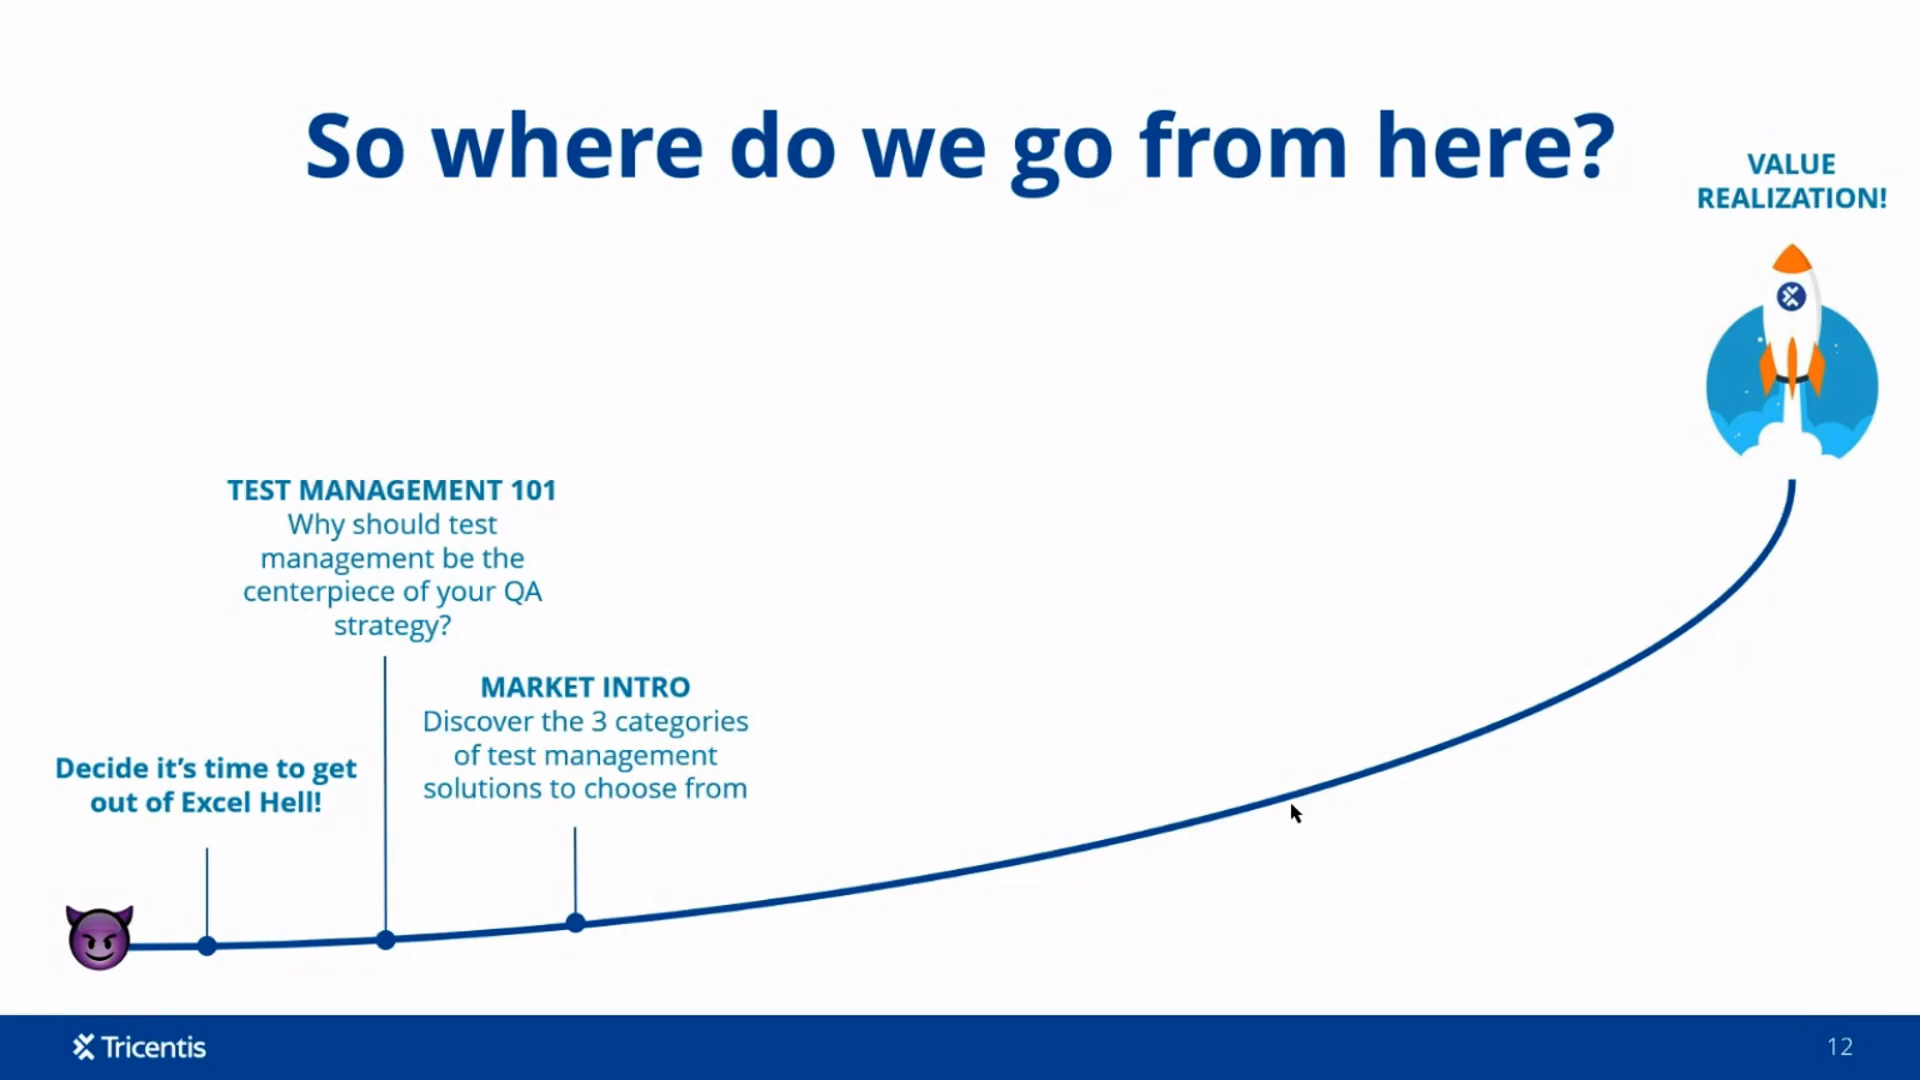 So where do we go from here?
VALUE
REALIZATION!
TEST MANAGEMENT 101
Why should test
management be the
centerpiece of your QA
strategy?
MARKET INTRO
Discover the 3 categories
of test management
solutions to choose from
Decide it’s time to get
out of Excel Hell!
Tricentis
12